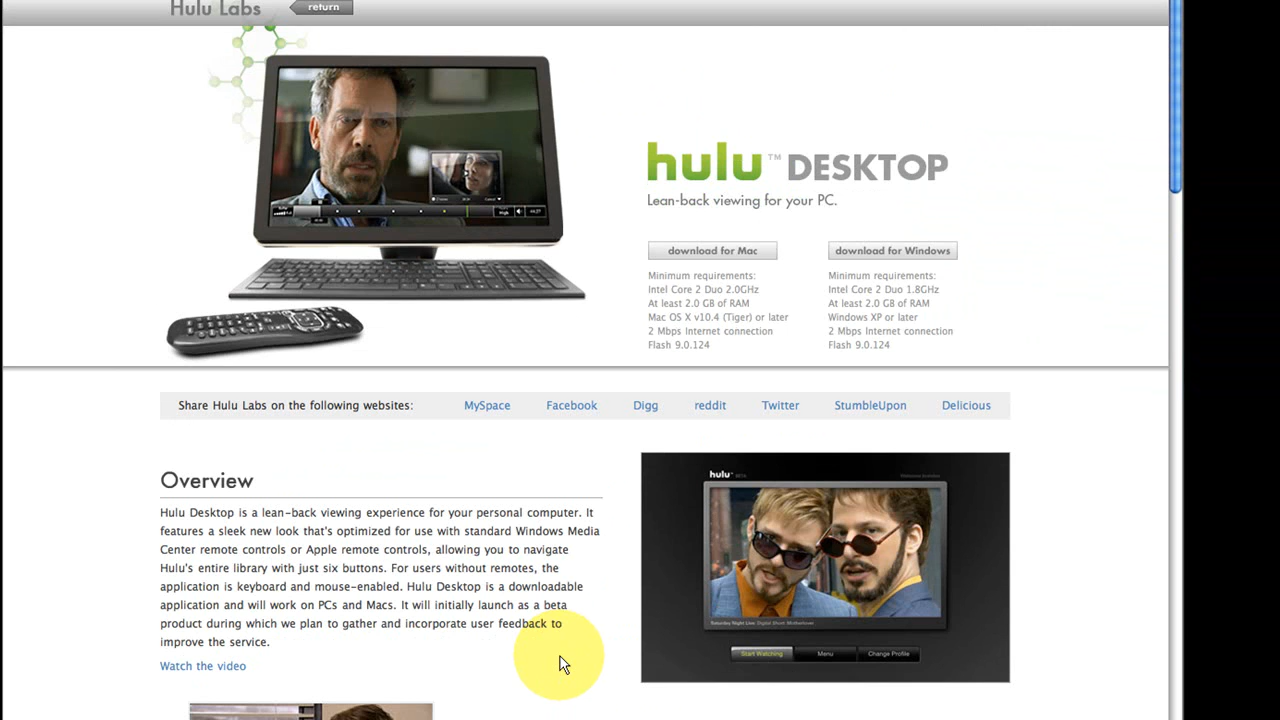 Hulu Labs
return
hulu™ DESKTOP
Lean-back viewing for your PC.
download for Mac
Minimum requirements:
Intel Core 2 Duo 2.0GHz
At least 2.0 GB of RAM
Mac OS X v10.4 (Tiger) or later
2 Mbps Internet connection
Flash 9.0.124
download for Windows
Minimum requirements:
Intel Core 2 Duo 1.8GHz
At least 2.0 GB of RAM
Windows XP or later
2 Mbps Internet connection
Flash 9.0.124
Share Hulu Labs on the following websites: MySpace Facebook Digg reddit Twitter StumbleUpon Delicious
Overview
Hulu Desktop is a lean-back viewing experience for your personal computer. It
features a sleek new look that's optimized for use with standard Windows Media
Center remote controls or Apple remote controls, allowing you to navigate
Hulu's entire library with just six buttons. For users without remotes, the
application is keyboard and mouse-enabled. Hulu Desktop is a downloadable
application and will work on PCs and Macs. It will initially launch as a beta
product during which we plan to gather and incorporate user feedback to
improve the service.
Watch the video
hulu BETA
Saturday Night Live: Digital Short: Motherlover
Start Watching Menu Change Profile